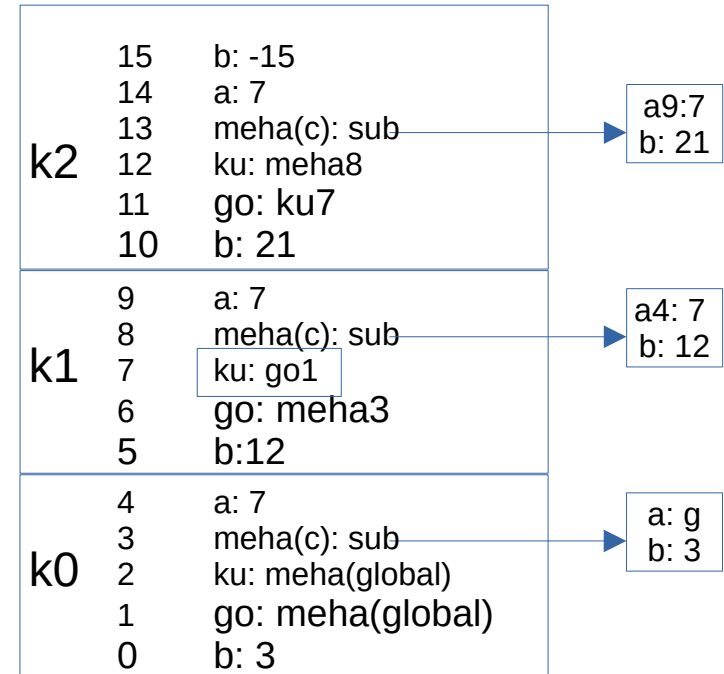 15 b: -15
14 a: 7
13 meha(c): sub
k2 12 ku: meha8
11 go: ku7
10 b: 21
a9:7
b: 21
9 a: 7
8 meha(c): sub
k1 7 ku: go1
6 go: meha3
5 b:12
a4: 7
b: 12
4 a: 7
3 meha(c): sub
k0 2 ku: meha(global)
1 go: meha(global)
0 b: 3
a: g
b: 3